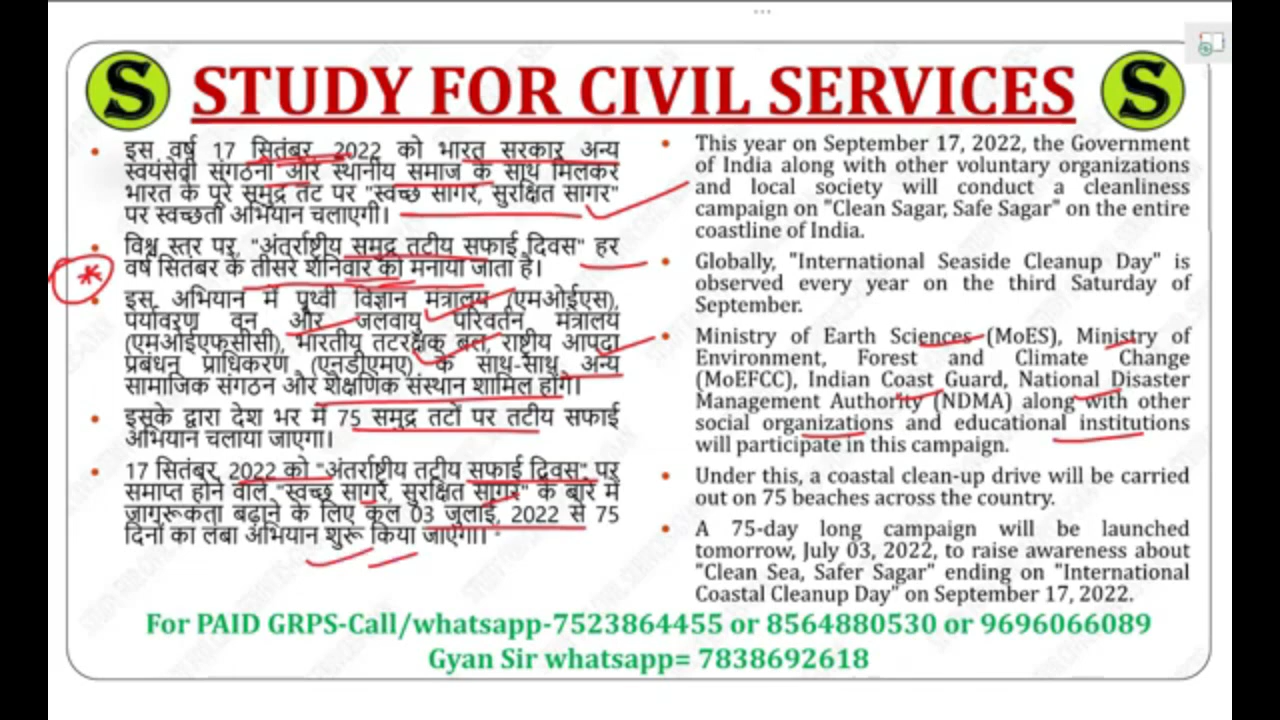 S STUDY FOR CIVIL SERVICES S
इस वर्ष 17 सितंबर 2022 को भारत सरकार अन्य
स्वयंसेवी संगठनों और स्थानीय समाज के साथ मिलकर
भारत के पूरे समुद्र तट पर "स्वच्छ सागर, सुरक्षित सागर"
पर स्वच्छता अभियान चलाएगी।
विश्व स्तर पर, "अंतर्राष्ट्रीय समुद्र तटीय सफाई दिवस" हर
वर्ष सितंबर के तीसरे शनिवार को मनाया जाता है।
इस अभियान में पृथ्वी विज्ञान मंत्रालय (एमओईएस),
पर्यावरण वन और जलवायु परिवर्तन मंत्रालय
(एमओईएफसीसी), भारतीय तटरक्षक बल, राष्ट्रीय आपदा
प्रबंधन प्राधिकरण (एनडीएमए) के साथ-साथ अन्य
सामाजिक संगठन और शैक्षणिक संस्थान शामिल होंगे।
इसके द्वारा देश भर में 75 समुद्र तटों पर तटीय सफाई
अभियान चलाया जाएगा।
17 सितंबर, 2022 को "अंतर्राष्ट्रीय तटीय सफाई दिवस" पर
समाप्त होने वाले "स्वच्छ सागर, सुरक्षित सागर" के बारे में
जागरूकता बढ़ाने के लिए कल 03 जुलाई, 2022 से 75
दिनों का लंबा अभियान शुरू किया जाएगा।
This year on September 17, 2022, the Government
of India along with other voluntary organizations
and local society will conduct a cleanliness
campaign on "Clean Sagar, Safe Sagar" on the entire
coastline of India.
Globally, "International Seaside Cleanup Day" is
observed every year on the third Saturday of
September.
Ministry of Earth Sciences (MoES), Ministry of
Environment, Forest and Climate Change
(MoEFCC), Indian Coast Guard, National Disaster
Management Authority (NDMA) along with other
social organizations and educational institutions
will participate in this campaign.
Under this, a coastal clean-up drive will be carried
out on 75 beaches across the country.
A 75-day long campaign will be launched
tomorrow, July 03, 2022, to raise awareness about
"Clean Sea, Safer Sagar" ending on "International
Coastal Cleanup Day" on September 17, 2022.
For PAID GRPS-Call/whatsapp-7523864455 or 8564880530 or 9696066089
Gyan Sir whatsapp= 7838692618